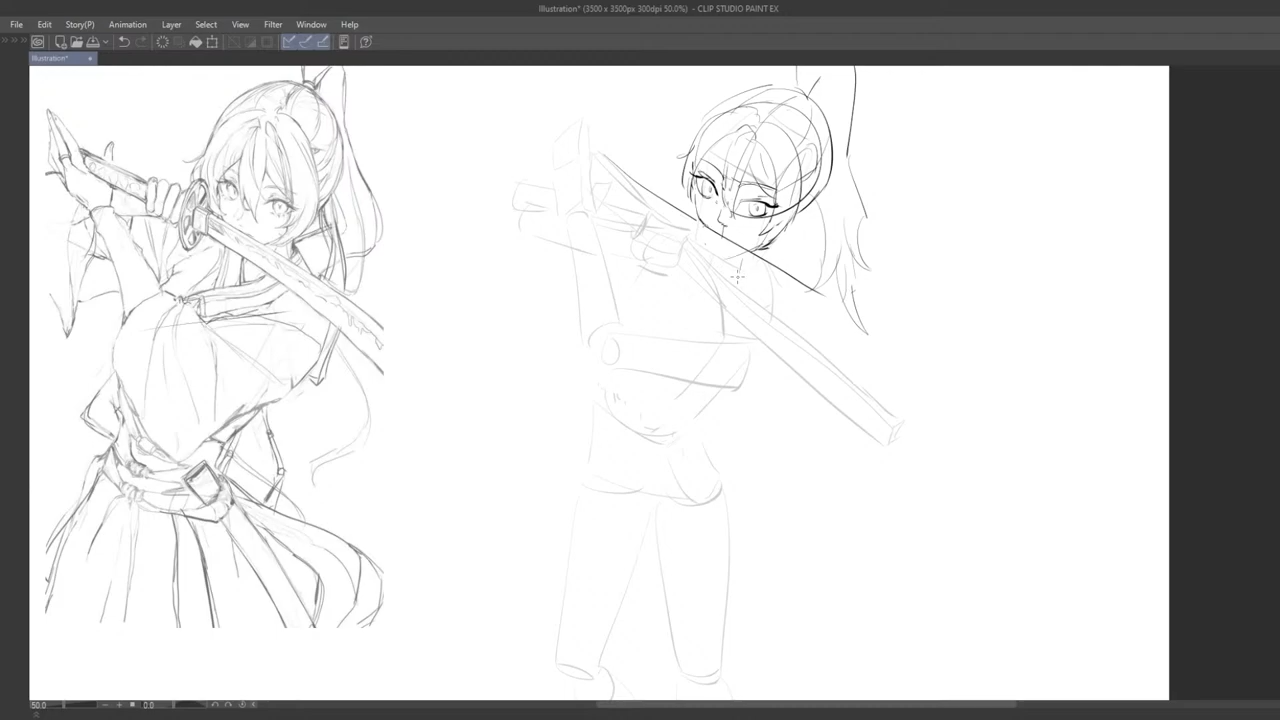 Illustration* (3500 x 3500px 300dpi 50.0%) - CLIP STUDIO PAINT EX
File Edit Story(P) Animation Layer Select View Filter Window Help
Illustration*
50.0 0.0